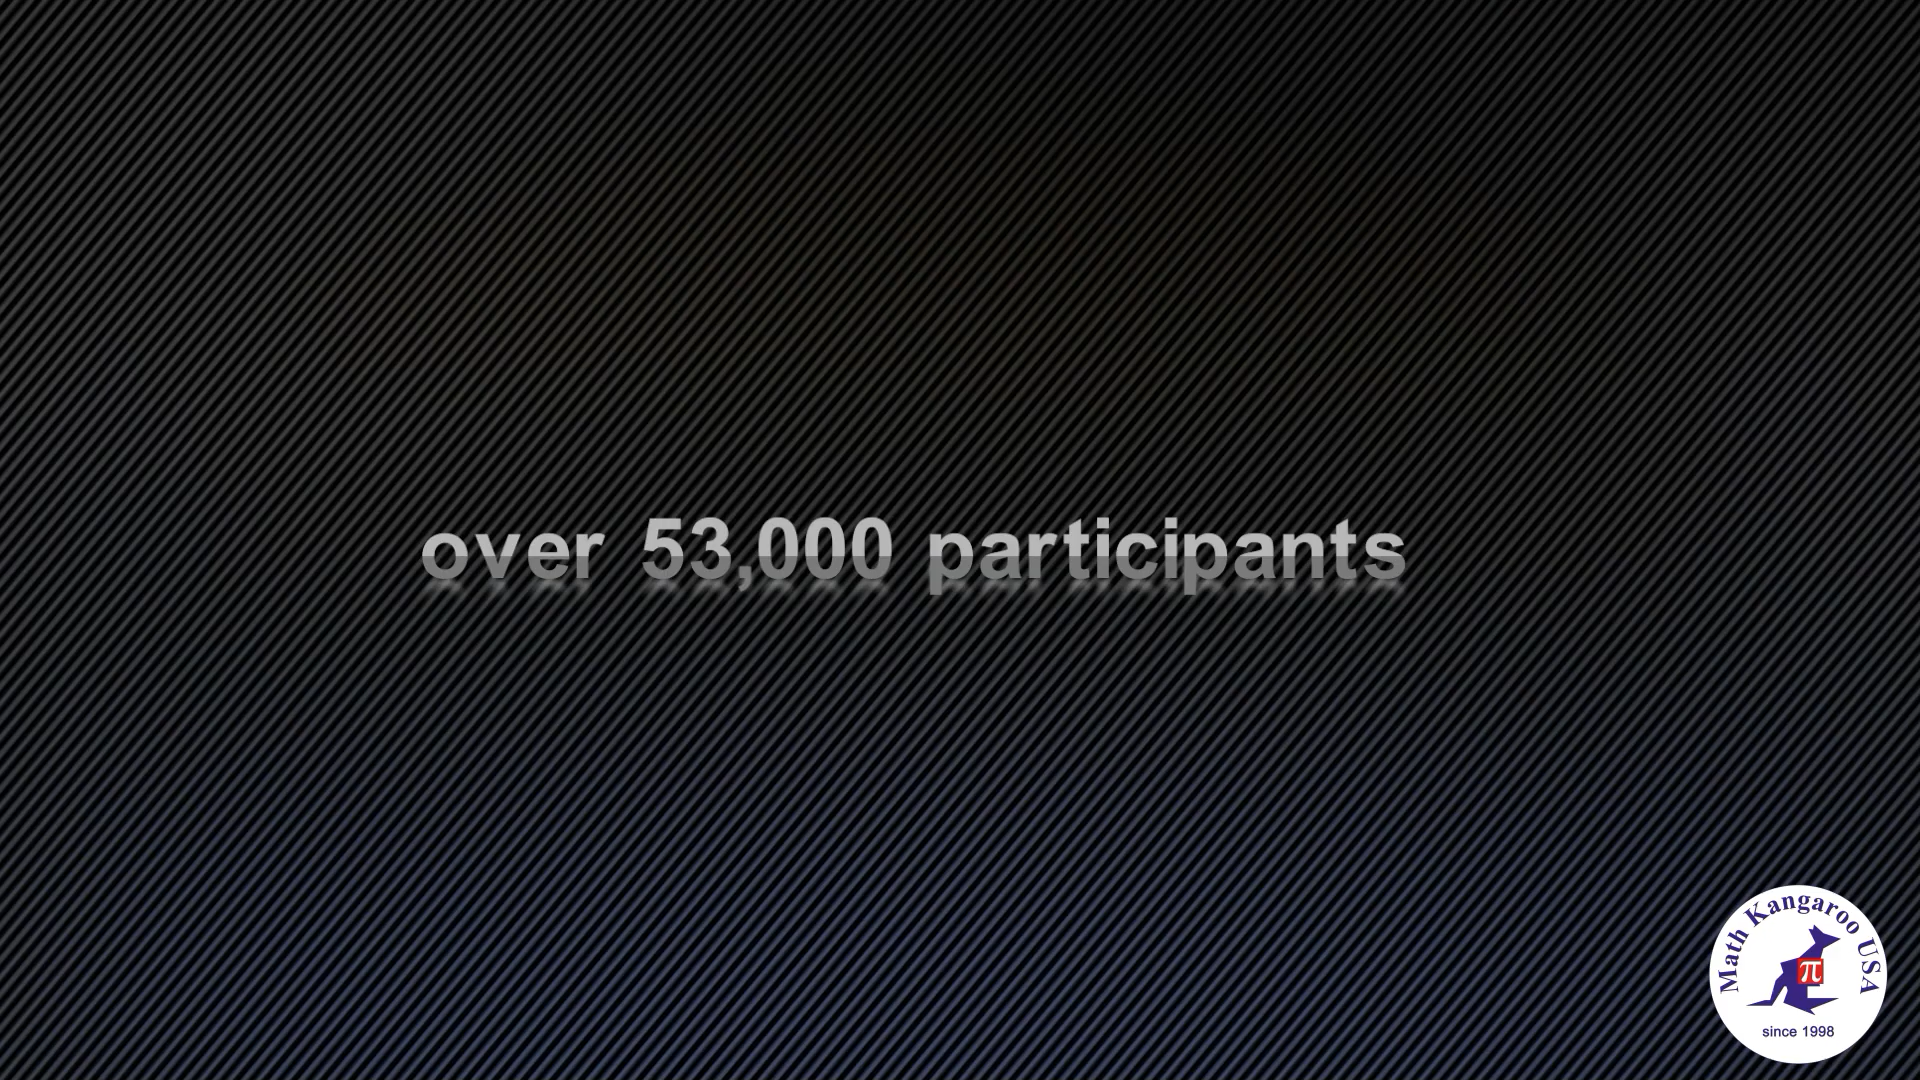 over 53,000 participants
Math Kangaroo USA
π
since 1998